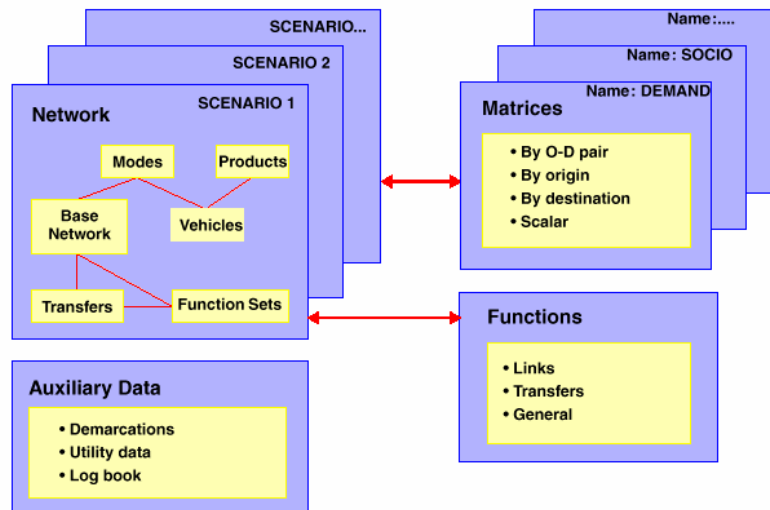 SCENARIO...
SCENARIO 2
SCENARIO 1
Network
Modes
Products
Base
Network
Vehicles
Transfers
Function Sets
Name:....
Name: SOCIO
Name: DEMAND
Matrices
• By O-D pair
• By origin
• By destination
• Scalar
Functions
• Links
• Transfers
• General
Auxiliary Data
• Demarcations
• Utility data
• Log book